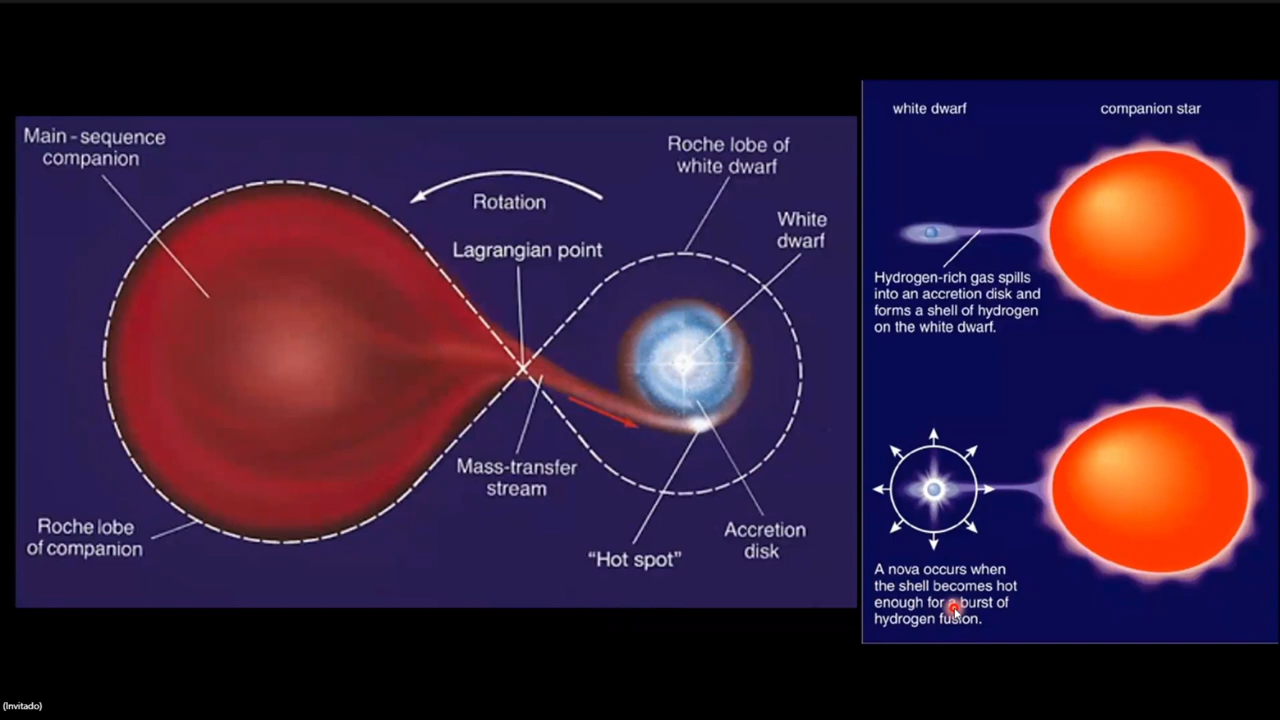 Main-sequence
companion
Rotation
Lagrangian point
Roche lobe of
white dwarf
White
dwarf
Mass-transfer
stream
Roche lobe
of companion
"Hot spot"
Accretion
disk
white dwarf
companion star
Hydrogen-rich gas spills
into an accretion disk and
forms a shell of hydrogen
on the white dwarf.
A nova occurs when
the shell becomes hot
enough for a burst of
hydrogen fusion.
(Invitado)